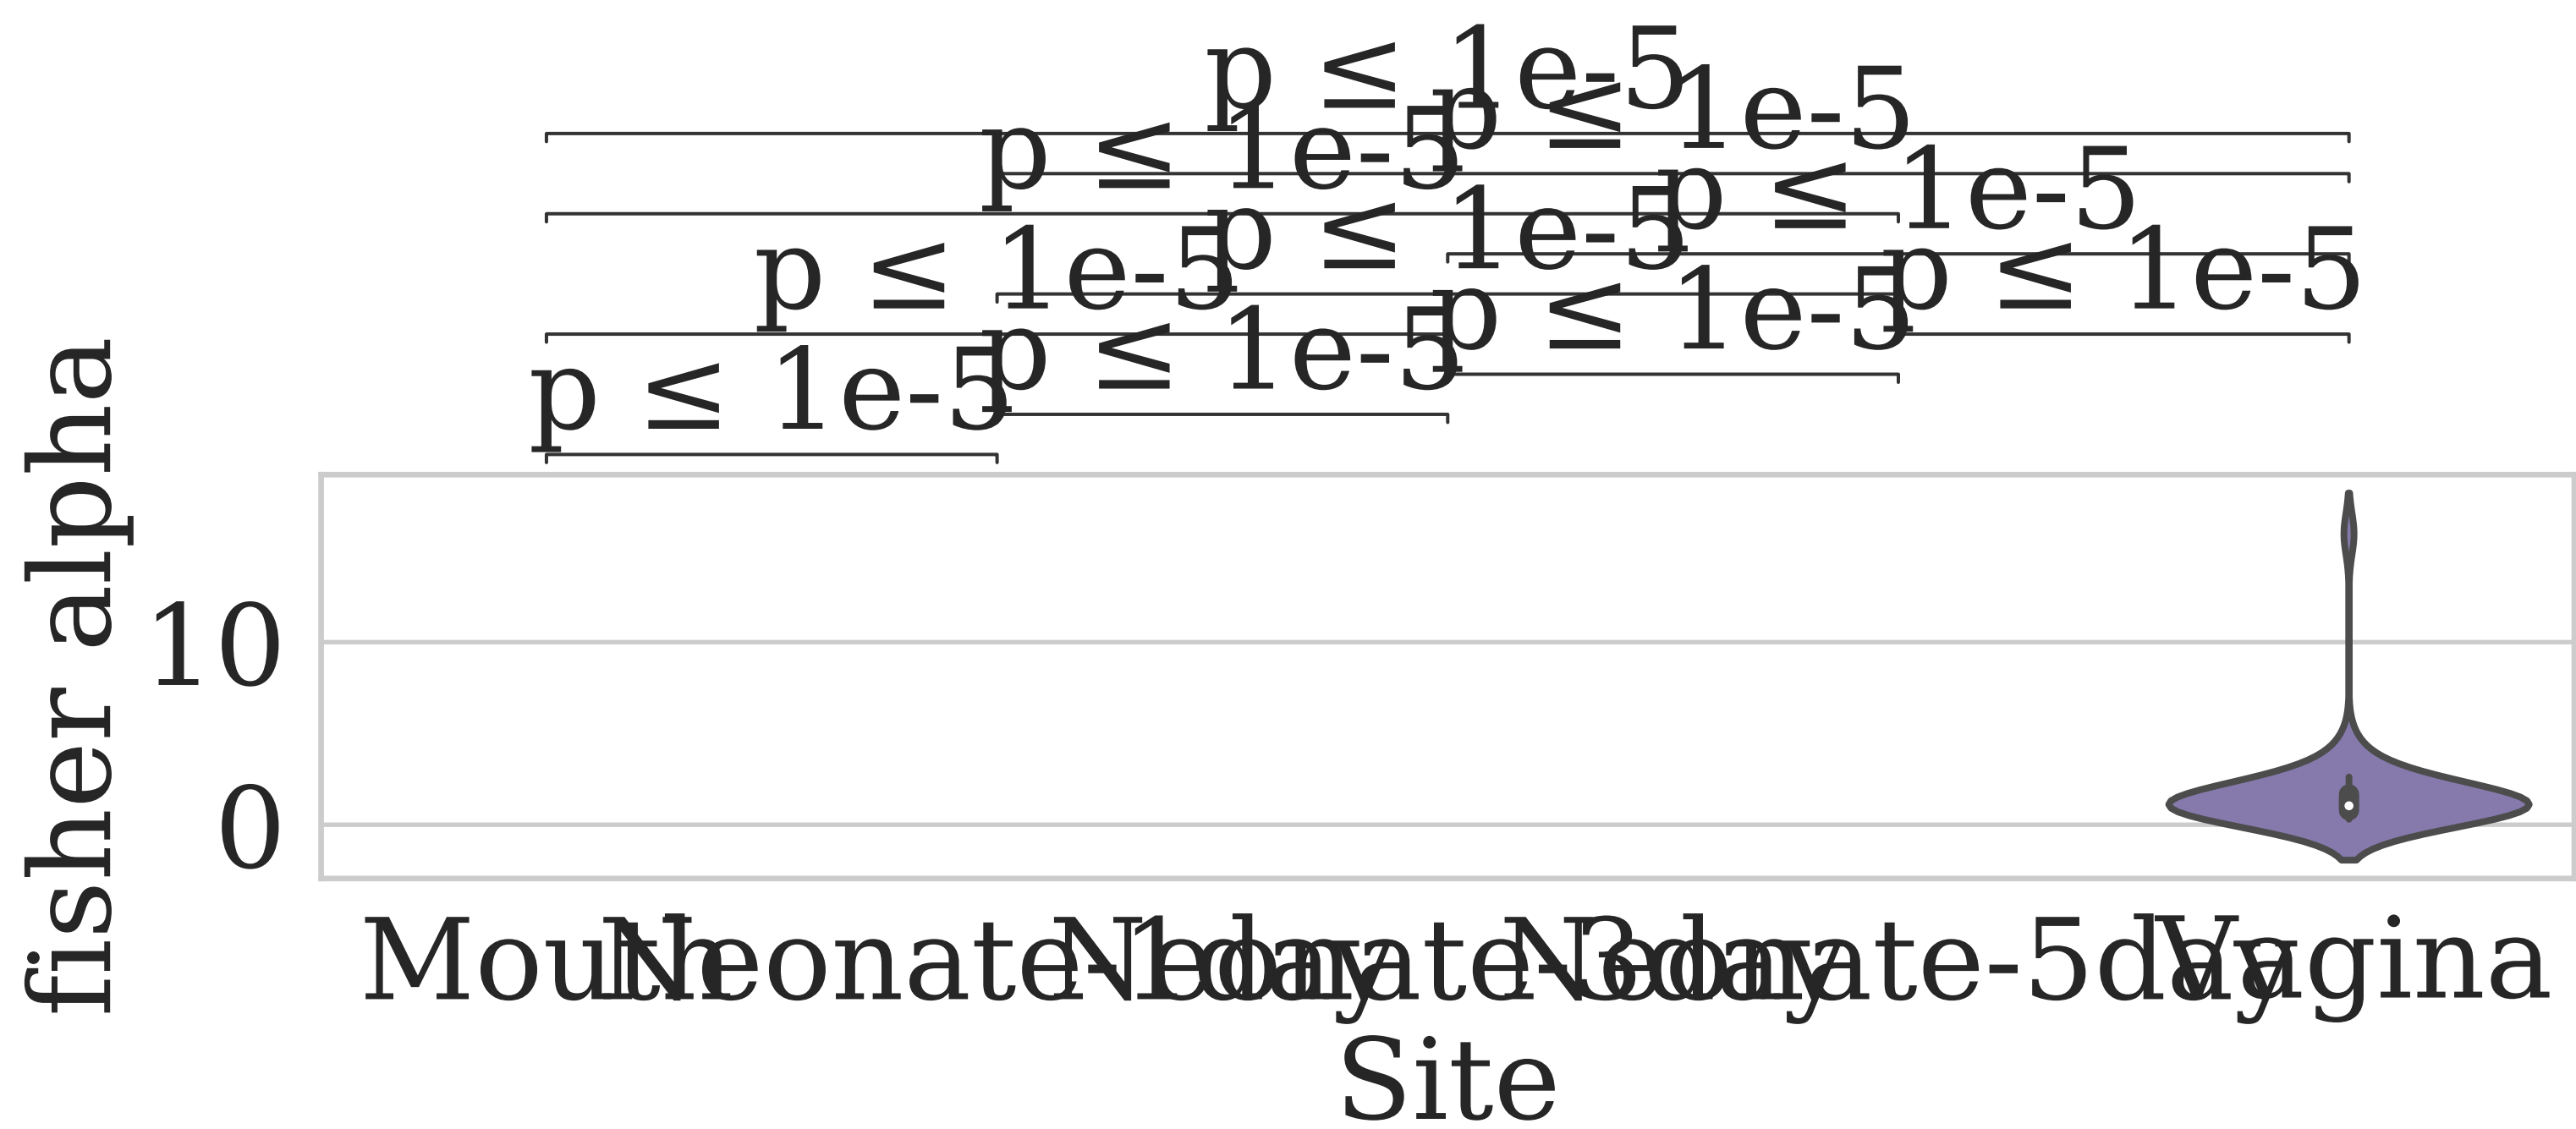 p ≤ 1e-5
p ≤ 1e-5
p ≤ 1e-5
p ≤ 1e-5
p ≤ 1e-5
p ≤ 1e-5
p ≤ 1e-5
p ≤ 1e-5
p ≤ 1e-5
p ≤ 1e-5
fisher alpha
10
0
Mouth Neonate-1day Neonate-3day Neonate-5day Vagina
Site